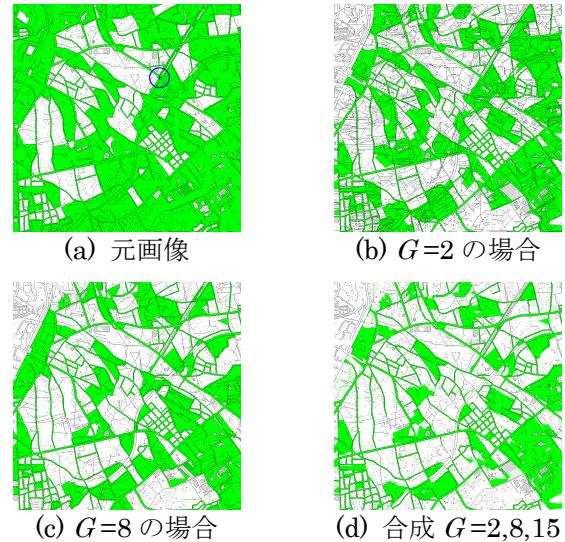 (a) 元画像
(b) G=2 の場合
(c) G=8 の場合
(d) 合成 G=2,8,15